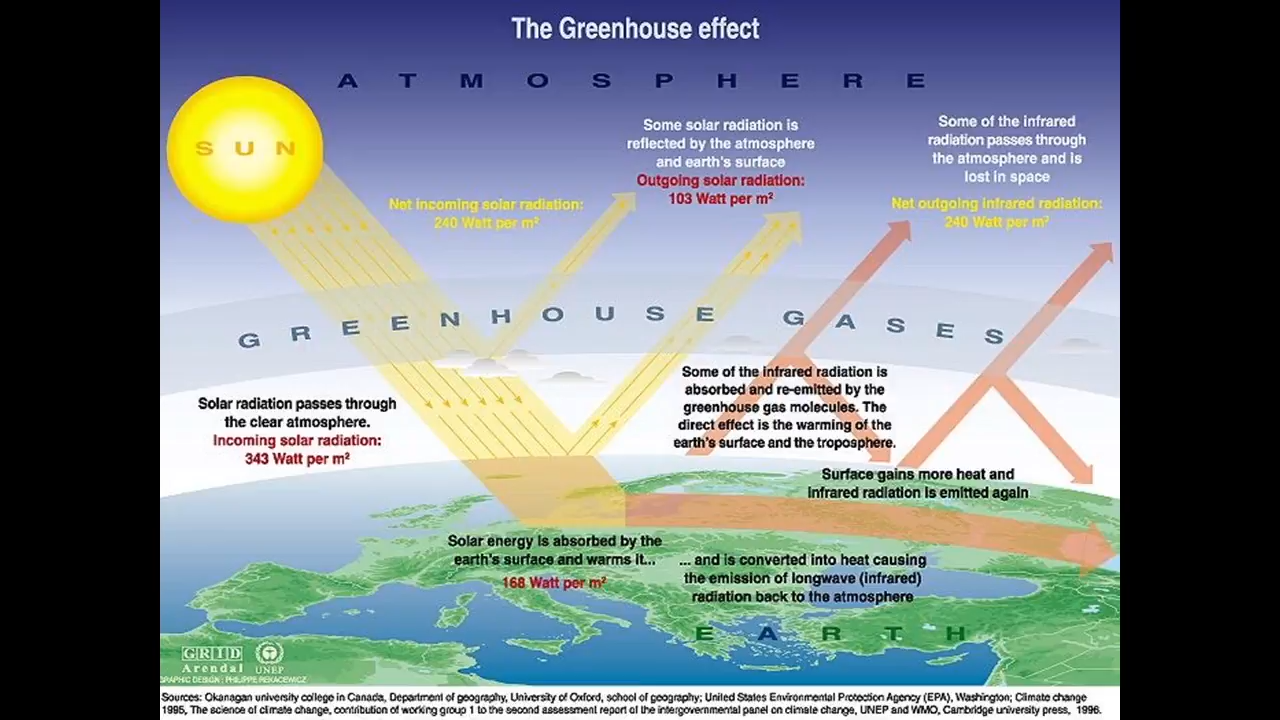 The Greenhouse effect
A T M O S P H E R E
S U N
Some solar radiation is
reflected by the atmosphere
and earth's surface
Outgoing solar radiation:
103 Watt per m²
Some of the infrared
radiation passes through
the atmosphere and is
lost in space
Net outgoing infrared radiation:
240 Watt per m²
Net incoming solar radiation:
240 Watt per m²
G R E E N H O U S E G A S E S
Solar radiation passes through
the clear atmosphere.
Incoming solar radiation:
343 Watt per m²
Some of the infrared radiation is
absorbed and re-emitted by the
greenhouse gas molecules. The
direct effect is the warming of the
earth's surface and the troposphere.
Surface gains more heat and
infrared radiation is emitted again
Solar energy is absorbed by the
earth's surface and warms it...
168 Watt per m²
... and is converted into heat causing
the emission of longwave (infrared)
radiation back to the atmosphere
E A R T H
GRID
Arendal
UNEP
GRAPHIC DESIGN : PHILIPPE REKACEWICZ
Sources: Okanagan university college in Canada, Department of geography, University of Oxford, school of geography; United States Environmental Protection Agency (EPA), Washington; Climate change
1995, The science of climate change, contribution of working group 1 to the second assessment report of the intergovernmental panel on climate change, UNEP and WMO, Cambridge university press, 1996.